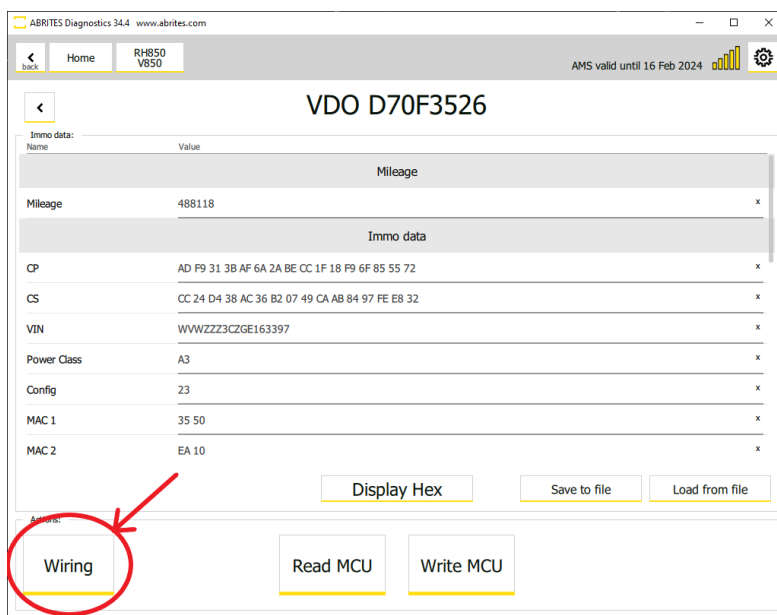 ABRITES Diagnostics 34.4 www.abrites.com
back
Home
RH850
V850
AMS valid until 16 Feb 2024
VDO D70F3526
Immo data:
Name Value
Mileage
Mileage 488118 x
Immo data
CP AD F9 31 3B AF 6A 2A BE CC 1F 18 F9 6F 85 55 72 x
CS CC 24 D4 38 AC 36 B2 07 49 CA AB 84 97 FE E8 32 x
VIN WVWZZZ3CZGE163397 x
Power Class A3 x
Config 23 x
MAC 1 35 50 x
MAC 2 EA 10 x
Display Hex Save to file Load from file
Actions:
Wiring Read MCU Write MCU